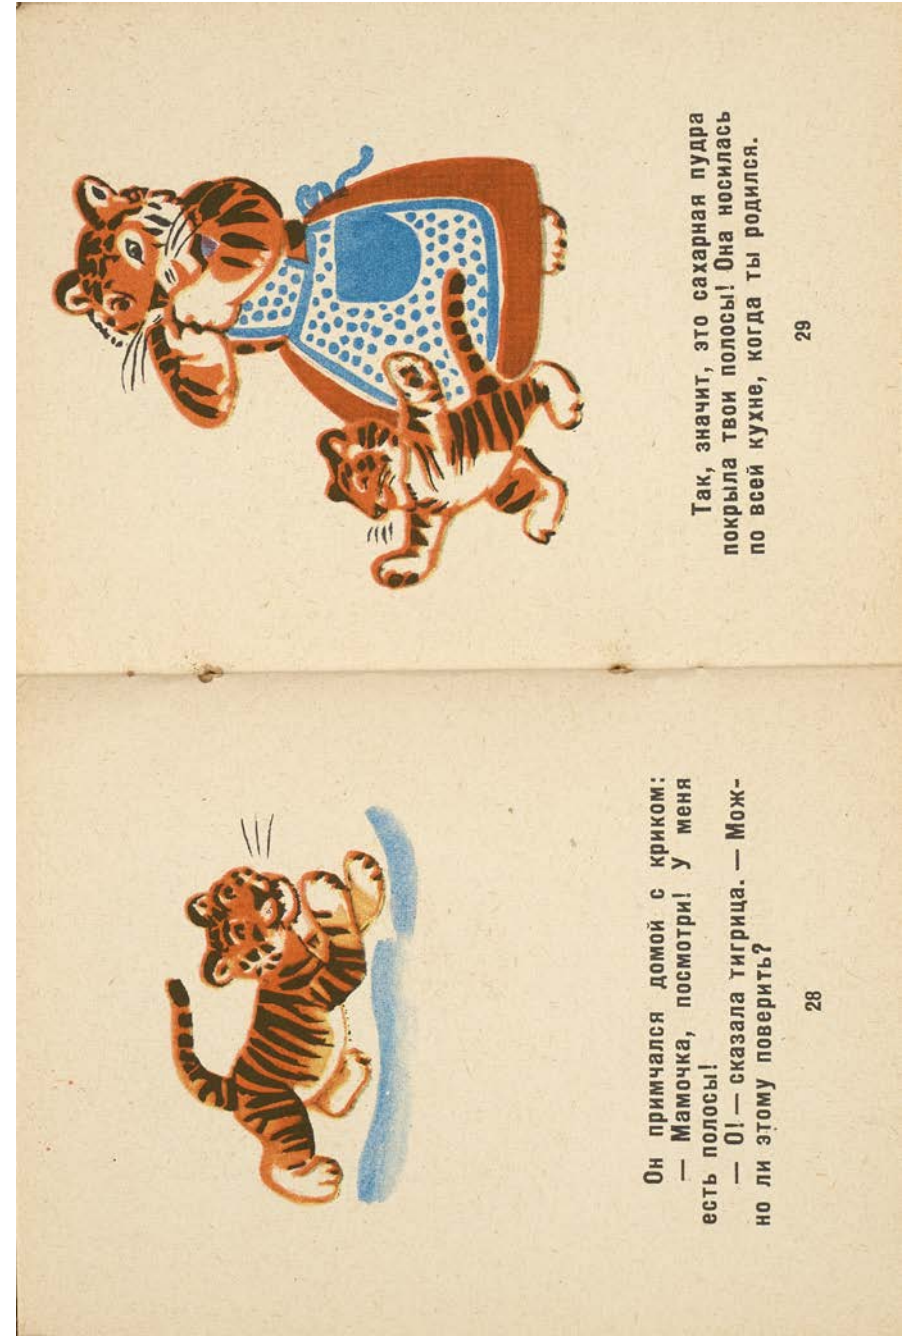 Он примчался домой с криком:
— Мамочка, посмотри! У меня
есть полосы!
— О! — сказала тигрица. — Мож-
но ли этому поверить?
28
Так, значит, это сахарная пудра
покрыла твои полосы! Она носилась
по всей кухне, когда ты родился.
29